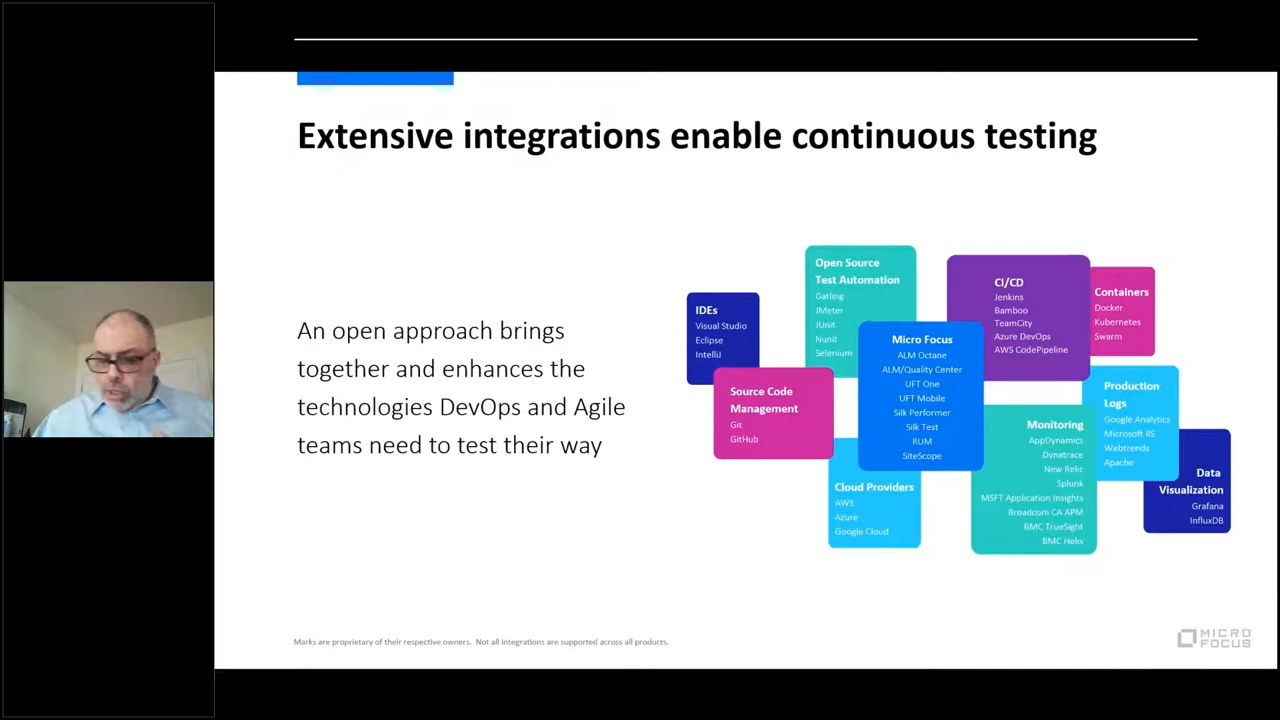 Extensive integrations enable continuous testing
An open approach brings
together and enhances the
technologies DevOps and Agile
teams need to test their way
IDEs
Visual Studio
Eclipse
IntelliJ
Open Source
Test Automation
Gatling
JMeter
JUnit
Nunit
Selenium
CI/CD
Jenkins
Bamboo
TeamCity
Azure DevOps
AWS CodePipeline
Containers
Docker
Kubernetes
Swarm
Source Code
Management
Git
GitHub
Micro Focus
ALM Octane
ALM/Quality Center
UFT One
UFT Mobile
Silk Performer
Silk Test
RUM
SiteScope
Production
Logs
Google Analytics
Microsoft IIS
Webtrends
Apache
Cloud Providers
AWS
Azure
Google Cloud
Monitoring
AppDynamics
Dynatrace
New Relic
Splunk
MSFT Application Insights
Broadcom CA APM
BMC TrueSight
BMC Helix
Data
Visualization
Grafana
InfluxDB
Marks are proprietary of their respective owners. Not all integrations are supported across all products.
MICRO
FOCUS